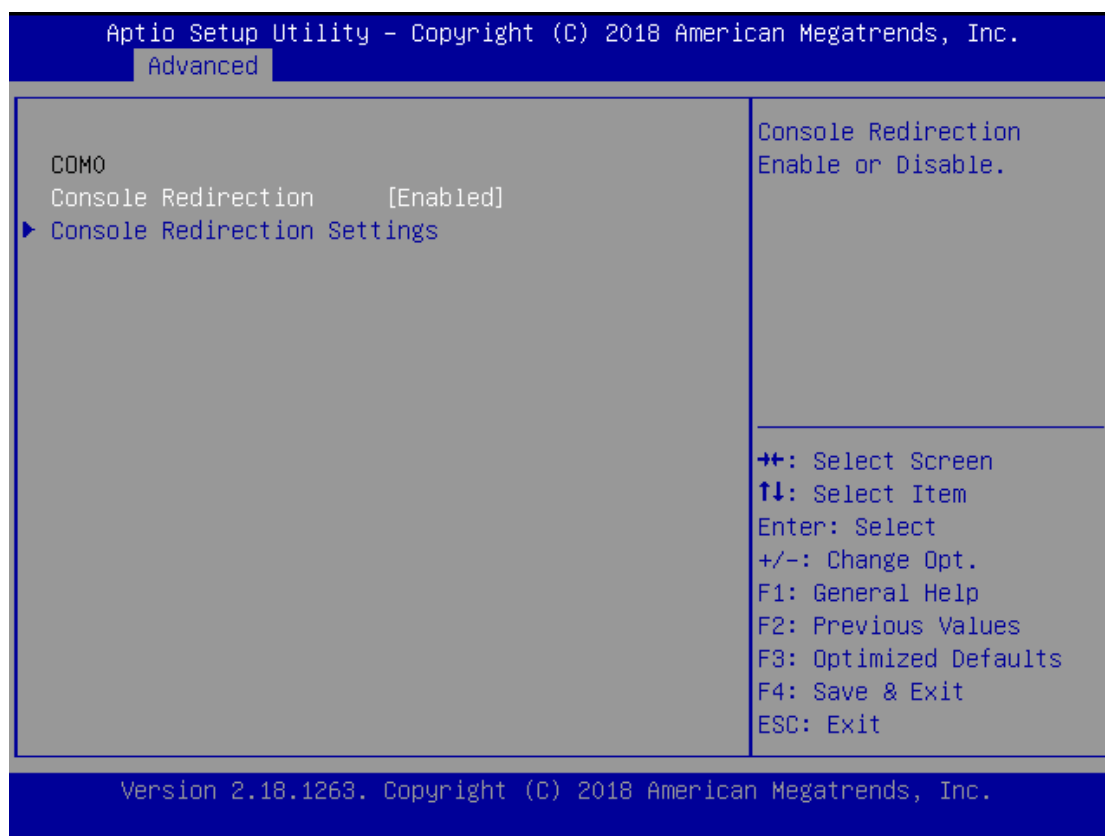 Aptio Setup Utility – Copyright (C) 2018 American Megatrends, Inc.
Advanced
COM0
Console Redirection [Enabled]
▶ Console Redirection Settings
Console Redirection
Enable or Disable.
→←: Select Screen
↑↓: Select Item
Enter: Select
+/-: Change Opt.
F1: General Help
F2: Previous Values
F3: Optimized Defaults
F4: Save & Exit
ESC: Exit
Version 2.18.1263. Copyright (C) 2018 American Megatrends, Inc.